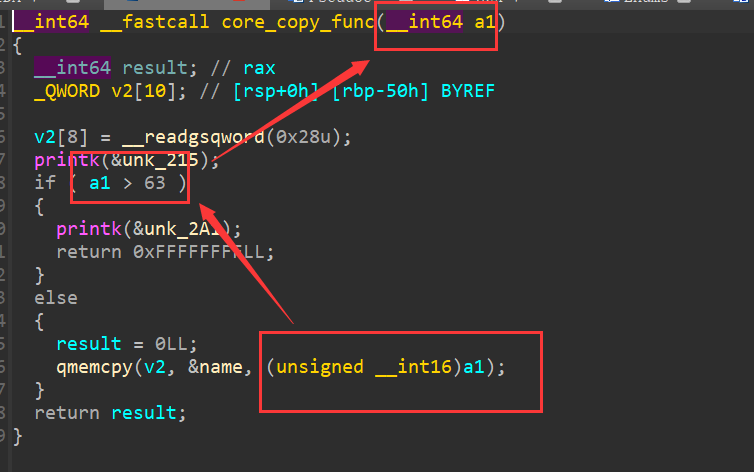 __int64 __fastcall core_copy_func(__int64 a1)
{
__int64 result; // rax
_QWORD v2[10]; // [rsp+0h] [rbp-50h] BYREF
v2[8] = __readgsqword(0x28u);
printk(&unk_215);
if ( a1 > 63 )
{
printk(&unk_2A1);
return 0xFFFFFFFFLL;
}
else
{
result = 0LL;
qmemcpy(v2, &name, (unsigned __int16)a1);
}
return result;
}